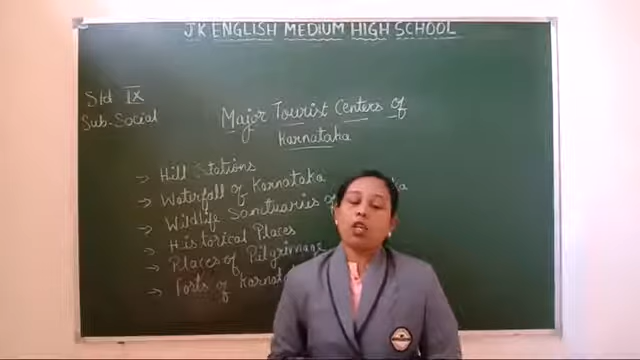 JK ENGLISH MEDIUM HIGH SCHOOL
Std IX
Sub-Social
Major Tourist Centers of
Karnataka
-> Hill Stations
-> Waterfall of Karnataka
-> Wildlife Sanctuaries of
-> Historical Places
-> Places of Pilgrimage
-> Forts of